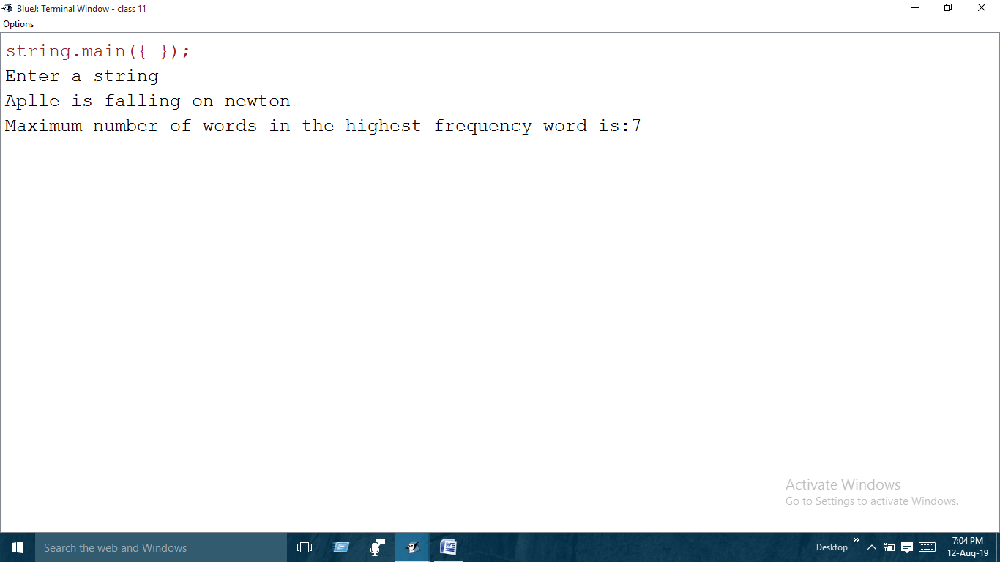 BlueJ: Terminal Window - class 11
Options
string.main({ });
Enter a string
Aplle is falling on newton
Maximum number of words in the highest frequency word is:7
Activate Windows
Go to Settings to activate Windows.
Search the web and Windows
Desktop
7:04 PM
12-Aug-19